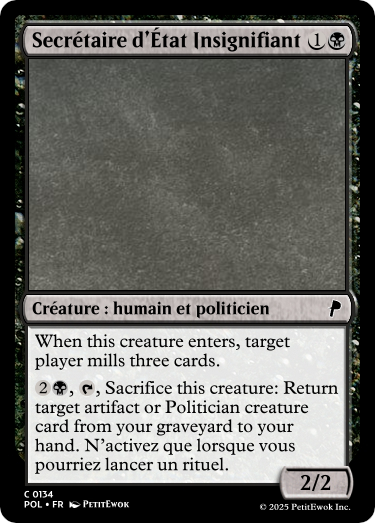 Secrétaire d'État Insignifiant 1
Créature : humain et politicien
When this creature enters, target
player mills three cards.
2, , Sacrifice this creature: Return
target artifact or Politician creature
card from your graveyard to your
hand. N'activez que lorsque vous
pourriez lancer un rituel.
2/2
C 0134
POL • FR PetitEwok
© 2025 PetitEwok Inc.